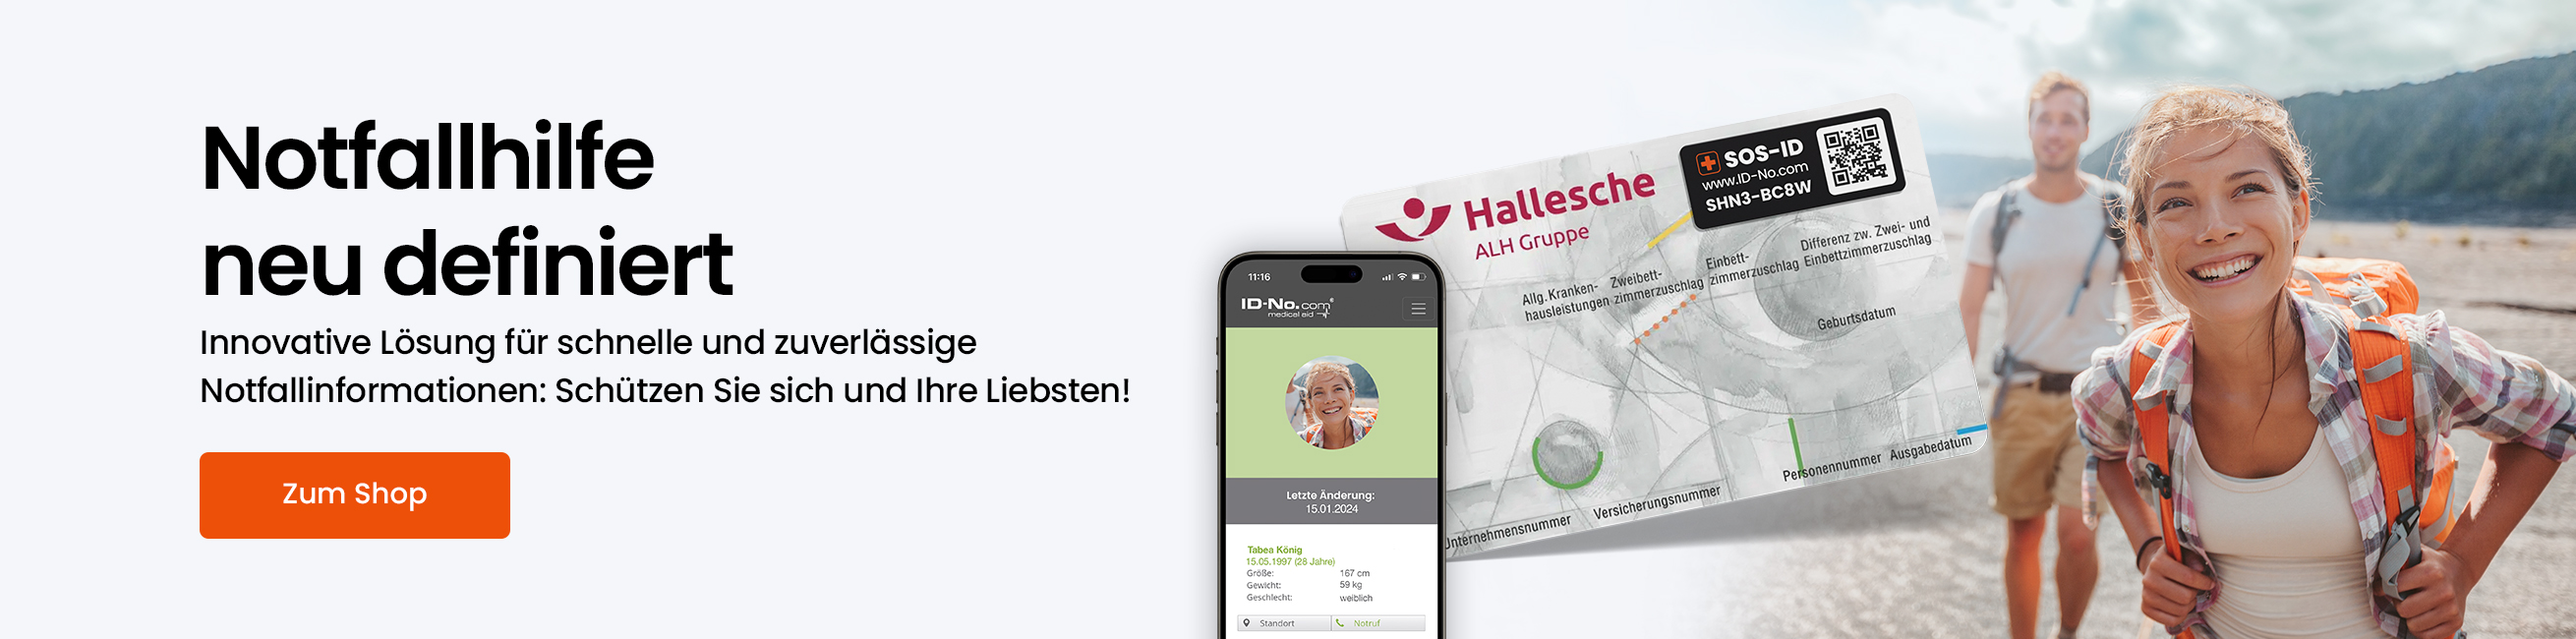 Notfallhilfe
neu definiert
Innovative Lösung für schnelle und zuverlässige
Notfallinformationen: Schützen Sie sich und Ihre Liebsten!
Zum Shop
11:16
ID-No.com®
medical aid
Letzte Änderung:
15.01.2024
Tabea König
15.05.1997 (28 Jahre)
Größe: 167 cm
Gewicht: 59 kg
Geschlecht: weiblich
Standort Notruf
Hallesche
ALH Gruppe
SOS-ID
www.ID-No.com
SHN3-BC8W
Allg. Kranken-
hausleistungen
Zweibett-
zimmerzuschlag
Einbett-
zimmerzuschlag
Differenz zw. Zwei- und
Einbettzimmerzuschlag
Geburtsdatum
Unternehmensnummer Versicherungsnummer Personennummer Ausgabedatum